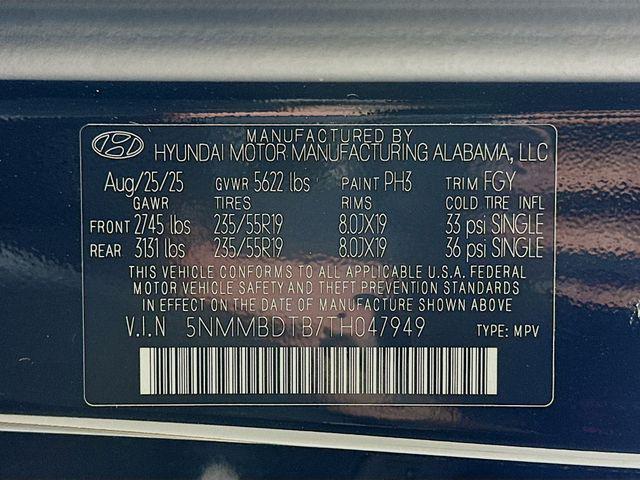 MANUFACTURED BY
HYUNDAI MOTOR MANUFACTURING ALABAMA, LLC
Aug/25/25 GVWR 5622 lbs PAINT PH3 TRIM FGY
GAWR TIRES RIMS COLD TIRE INFL
FRONT 2745 lbs 235/55R19 8.0JX19 33 psi SINGLE
REAR 3131 lbs 235/55R19 8.0JX19 36 psi SINGLE
THIS VEHICLE CONFORMS TO ALL APPLICABLE U.S.A. FEDERAL
MOTOR VEHICLE SAFETY AND THEFT PREVENTION STANDARDS
IN EFFECT ON THE DATE OF MANUFACTURE SHOWN ABOVE.
V.I.N 5NMMBDTB7TH047949 TYPE: MPV